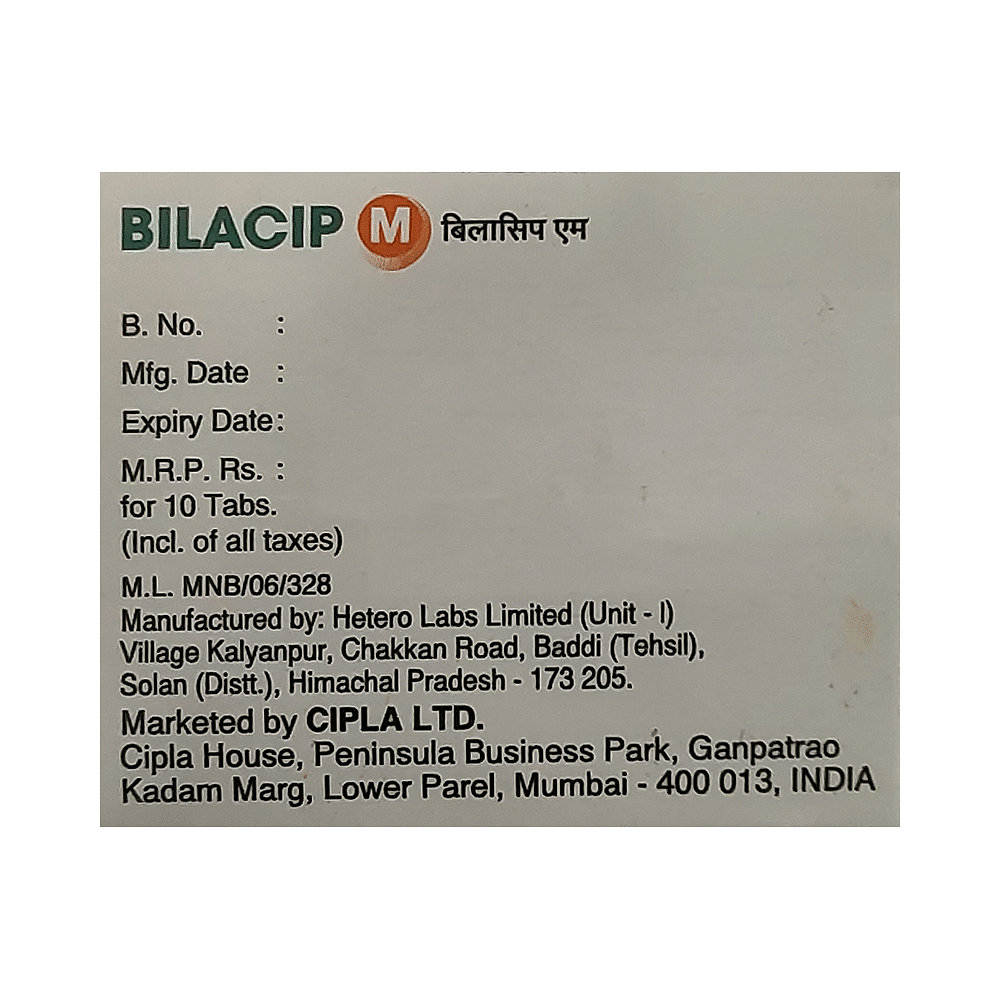 BILACIP M बिलासिप एम
B. No. :
Mfg. Date :
Expiry Date:
M.R.P. Rs. :
for 10 Tabs.
(Incl. of all taxes)
M.L. MNB/06/328
Manufactured by: Hetero Labs Limited (Unit - I)
Village Kalyanpur, Chakkan Road, Baddi (Tehsil),
Solan (Distt.), Himachal Pradesh - 173 205.
Marketed by CIPLA LTD.
Cipla House, Peninsula Business Park, Ganpatrao
Kadam Marg, Lower Parel, Mumbai - 400 013, INDIA